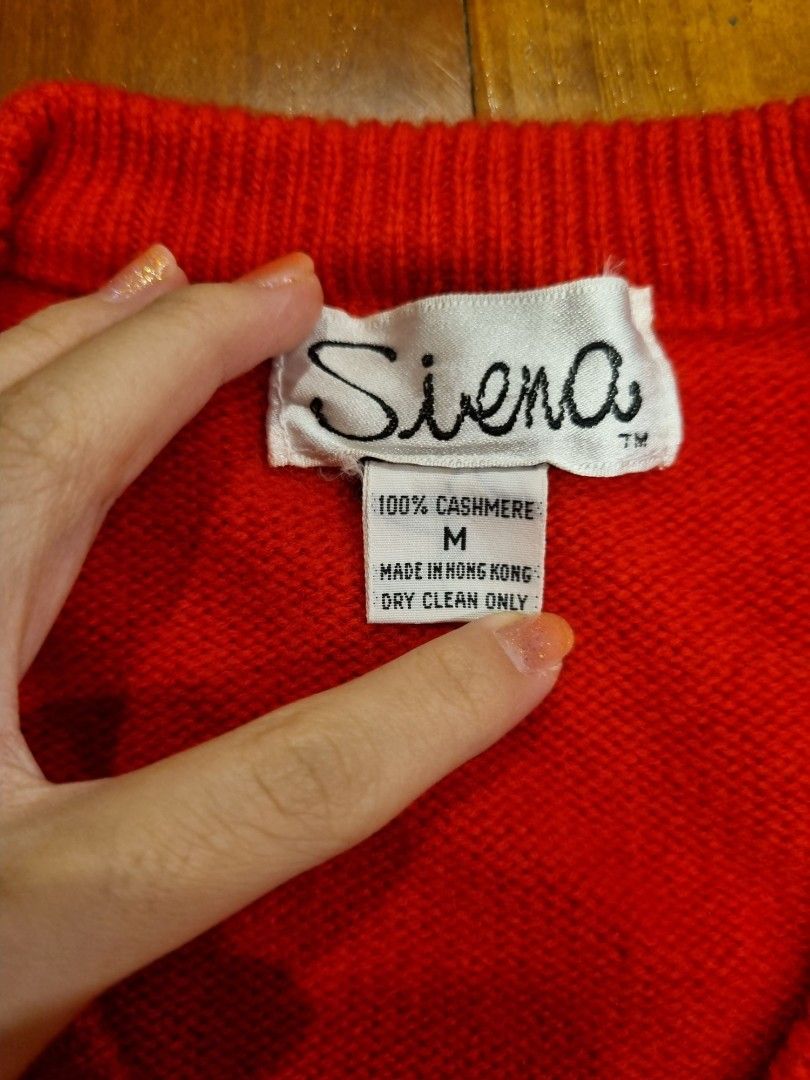 Siena
TM
100% CASHMERE
M
MADE IN HONG KONG
DRY CLEAN ONLY